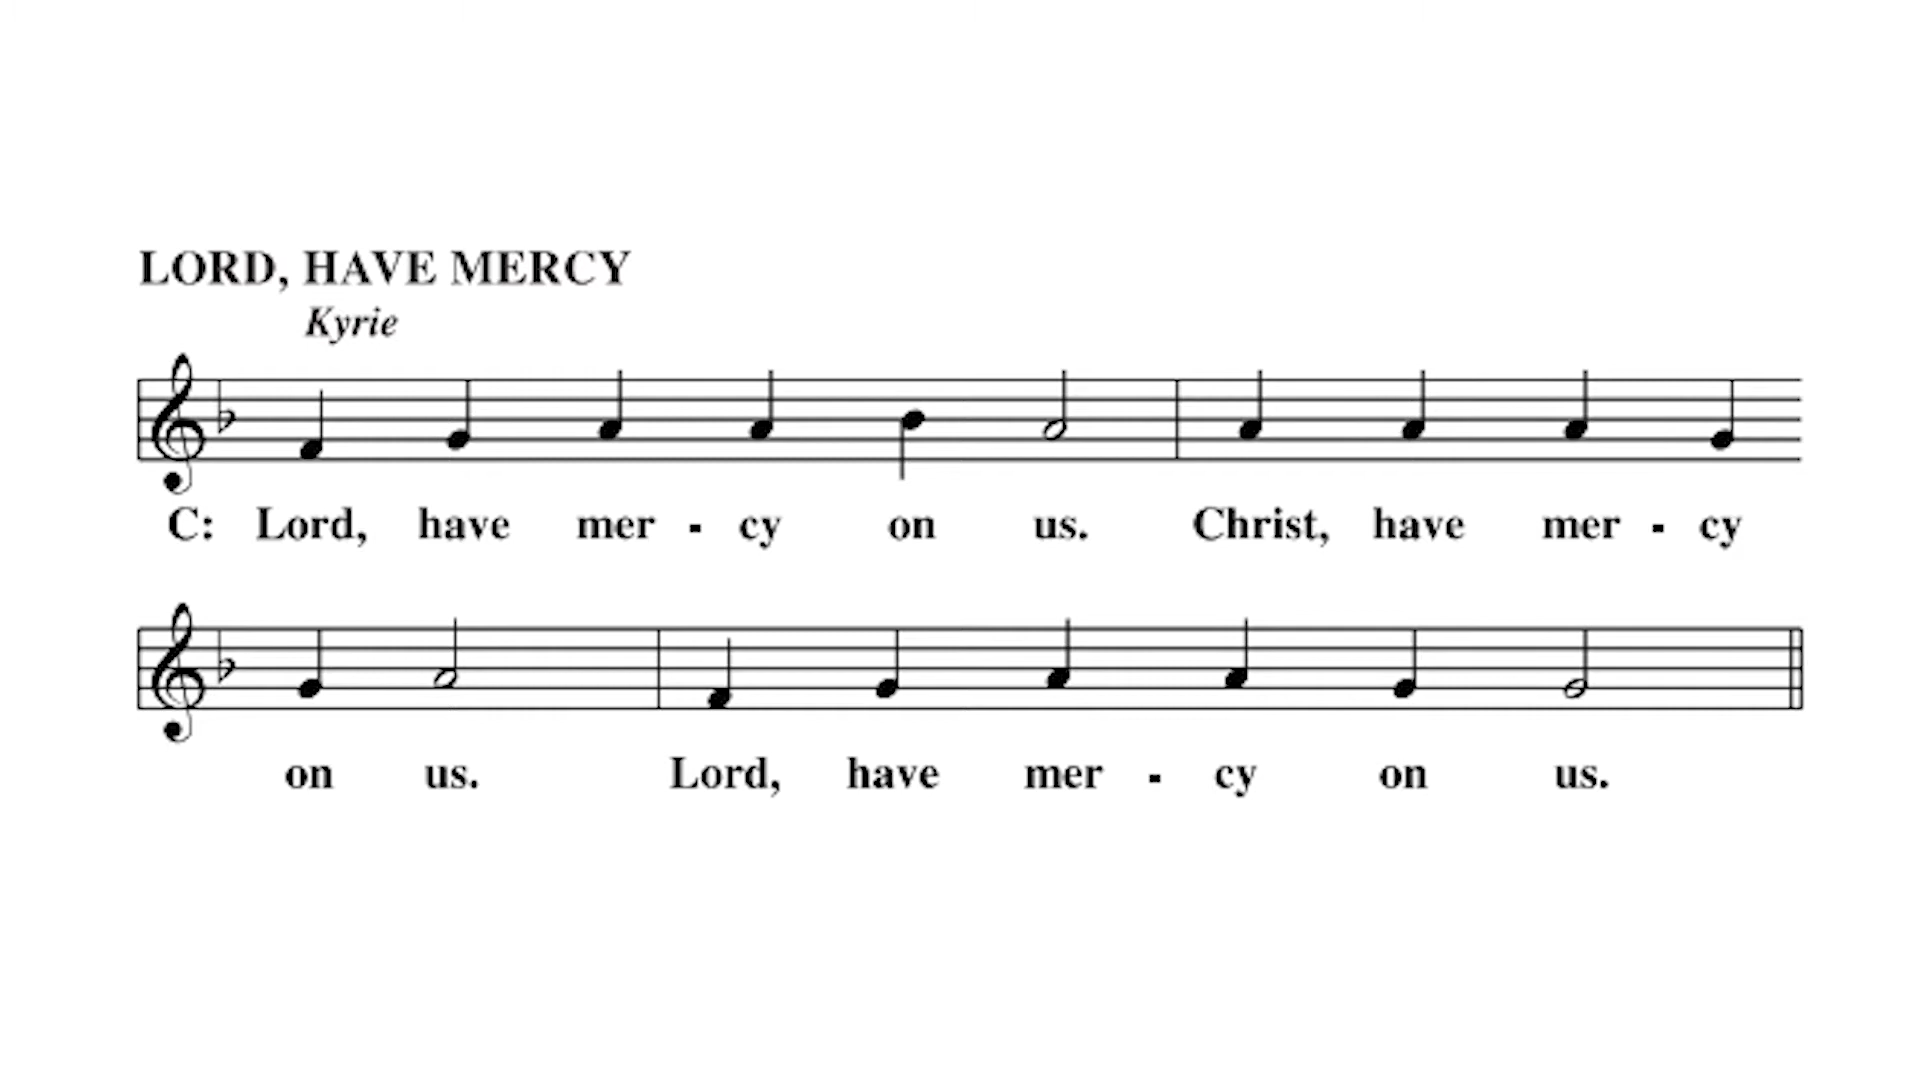 LORD, HAVE MERCY
Kyrie
C: Lord, have mer - cy on us. Christ, have mer - cy
on us. Lord, have mer - cy on us.